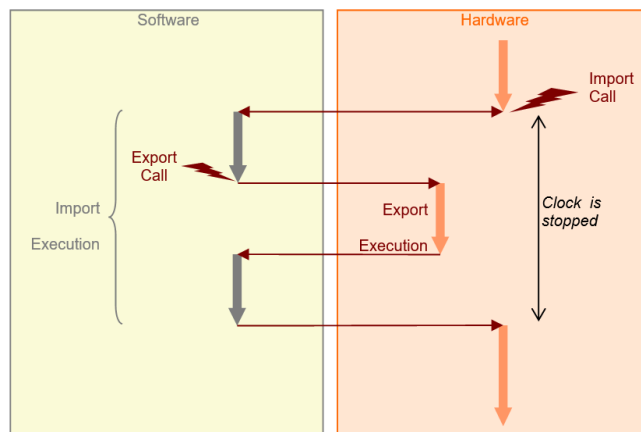 Software
Hardware
Import
Call
Export
Call
Import
Execution
Export
Execution
Clock is
stopped